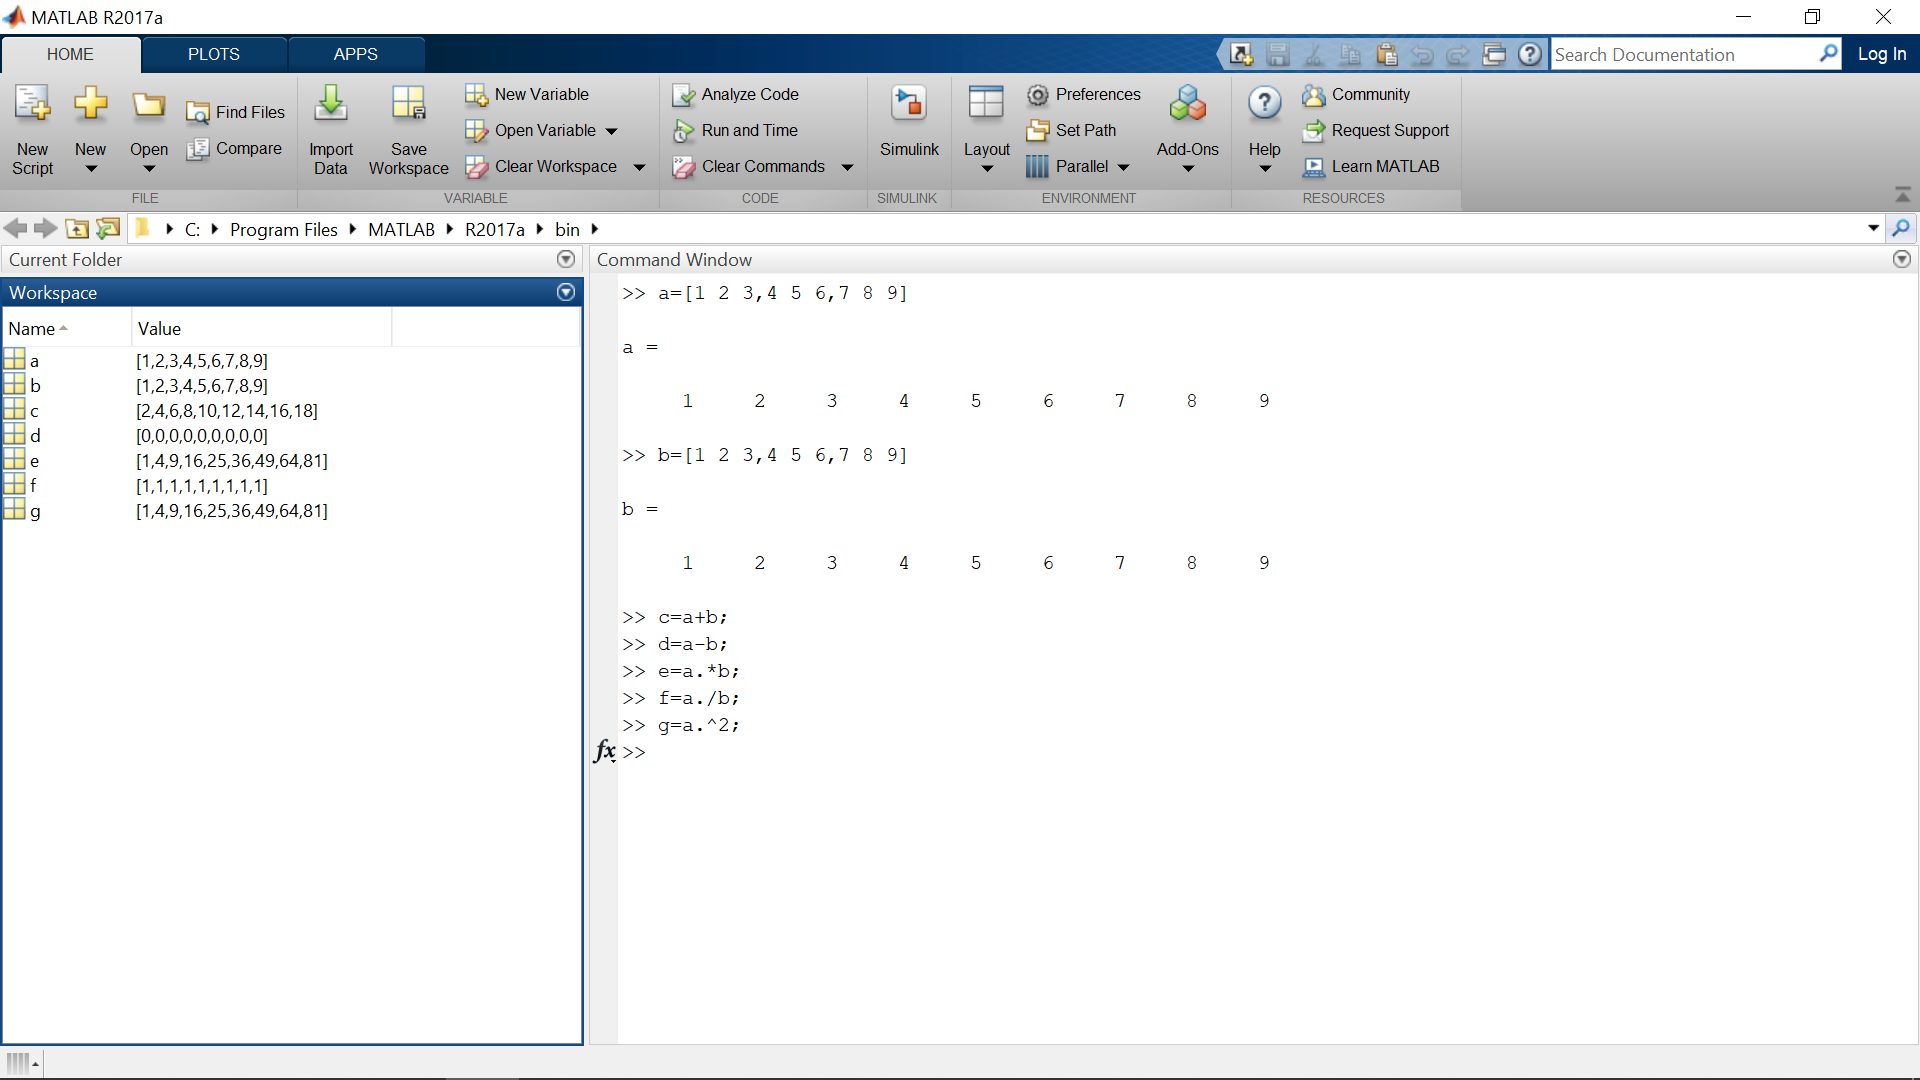 MATLAB R2017a
HOME PLOTS APPS
Search Documentation
Log In
New Script
New
Open
Find Files
Compare
FILE
Import Data
Save Workspace
New Variable
Open Variable
Clear Workspace
VARIABLE
Analyze Code
Run and Time
Clear Commands
CODE
Simulink
SIMULINK
Layout
Preferences
Set Path
Parallel
Add-Ons
ENVIRONMENT
Help
Community
Request Support
Learn MATLAB
RESOURCES
C: Program Files MATLAB R2017a bin
Current Folder
Workspace
Name Value
a [1,2,3,4,5,6,7,8,9]
b [1,2,3,4,5,6,7,8,9]
c [2,4,6,8,10,12,14,16,18]
d [0,0,0,0,0,0,0,0,0]
e [1,4,9,16,25,36,49,64,81]
f [1,1,1,1,1,1,1,1,1]
g [1,4,9,16,25,36,49,64,81]
Command Window
>> a=[1 2 3,4 5 6,7 8 9]
a =
1 2 3 4 5 6 7 8 9
>> b=[1 2 3,4 5 6,7 8 9]
b =
1 2 3 4 5 6 7 8 9
>> c=a+b;
>> d=a-b;
>> e=a.*b;
>> f=a./b;
>> g=a.^2;
fx >>